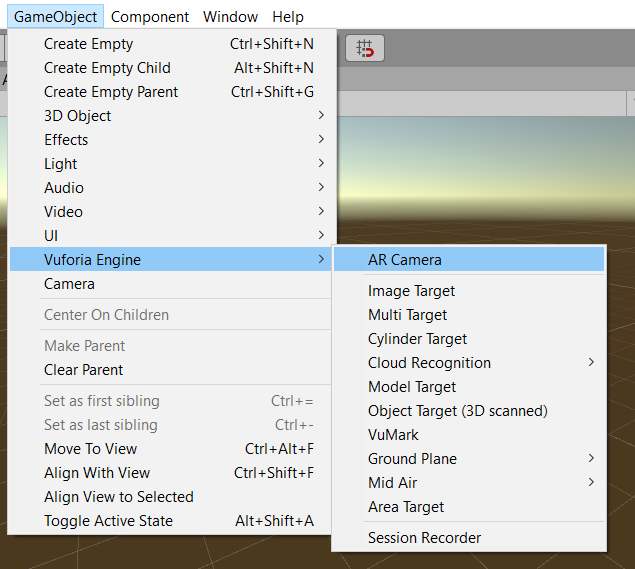 GameObject Component Window Help
Create Empty Ctrl+Shift+N
Create Empty Child Alt+Shift+N
Create Empty Parent Ctrl+Shift+G
3D Object
Effects
Light
Audio
Video
UI
Vuforia Engine
Camera
Center On Children
Make Parent
Clear Parent
Set as first sibling Ctrl+=
Set as last sibling Ctrl+-
Move To View Ctrl+Alt+F
Align With View Ctrl+Shift+F
Align View to Selected
Toggle Active State Alt+Shift+A
AR Camera
Image Target
Multi Target
Cylinder Target
Cloud Recognition
Model Target
Object Target (3D scanned)
VuMark
Ground Plane
Mid Air
Area Target
Session Recorder